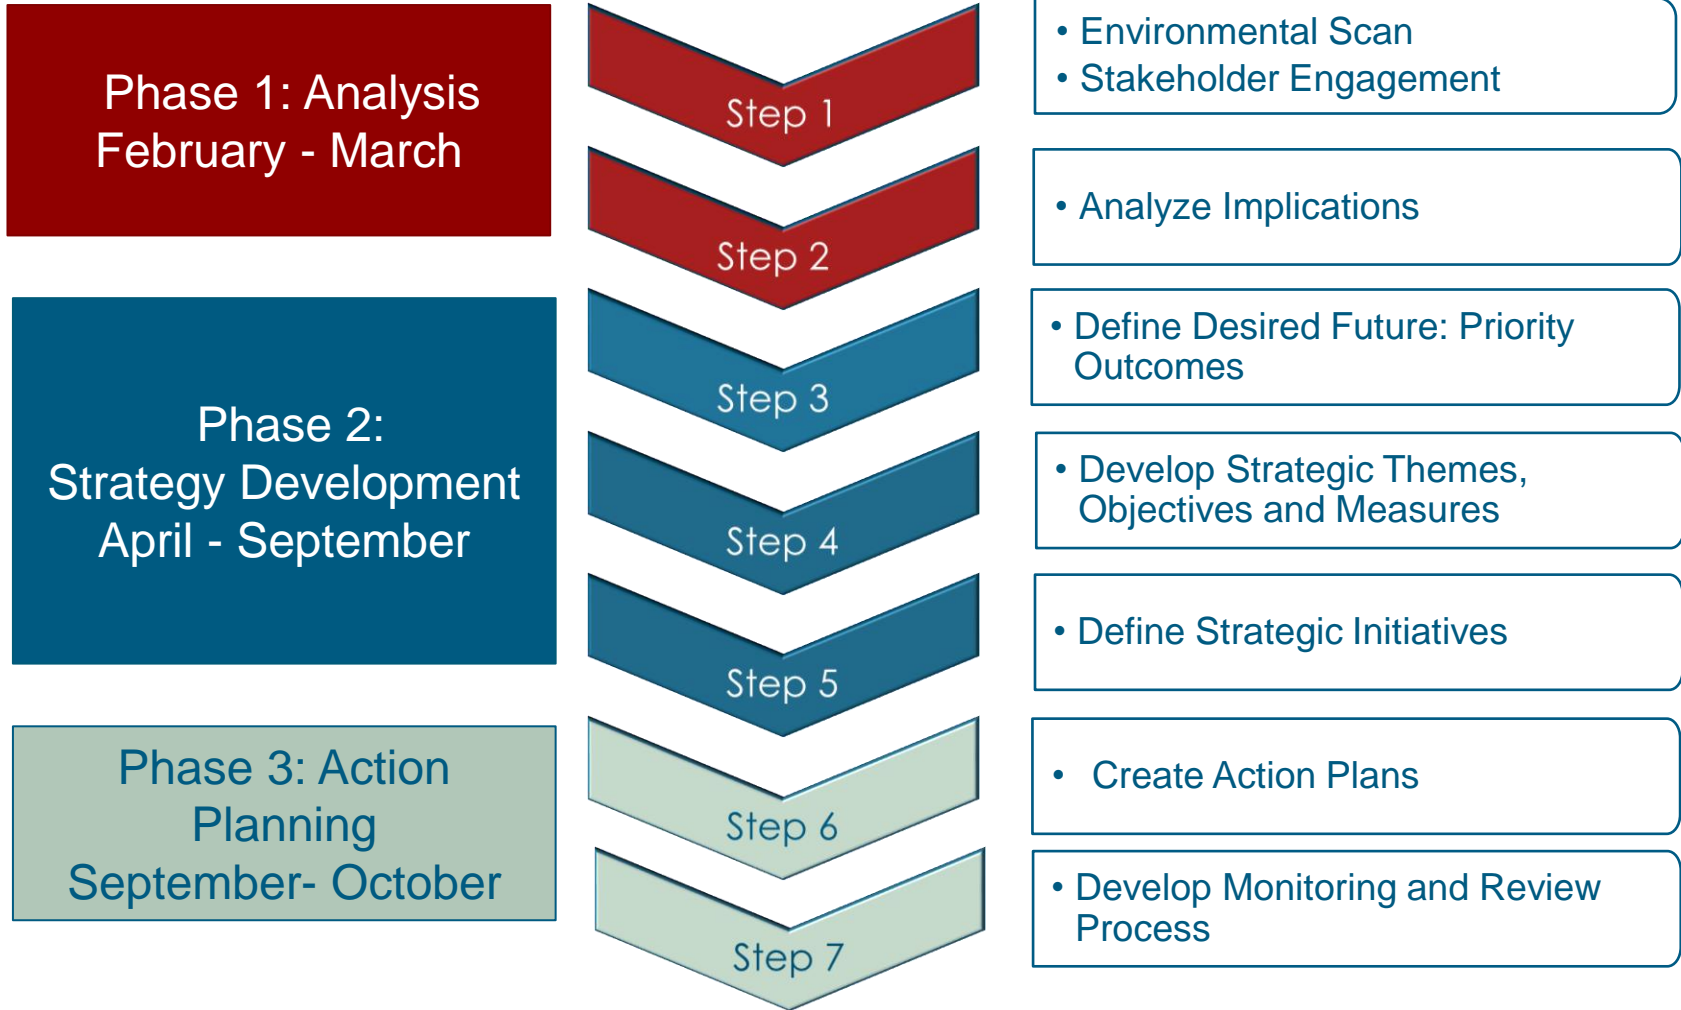 Phase 1: Analysis
February - March
Step 1
• Environmental Scan
• Stakeholder Engagement
Step 2
• Analyze Implications
Phase 2:
Strategy Development
April - September
Step 3
• Define Desired Future: Priority
Outcomes
Step 4
• Develop Strategic Themes,
Objectives and Measures
Step 5
• Define Strategic Initiatives
Phase 3: Action
Planning
September- October
Step 6
• Create Action Plans
Step 7
• Develop Monitoring and Review
Process